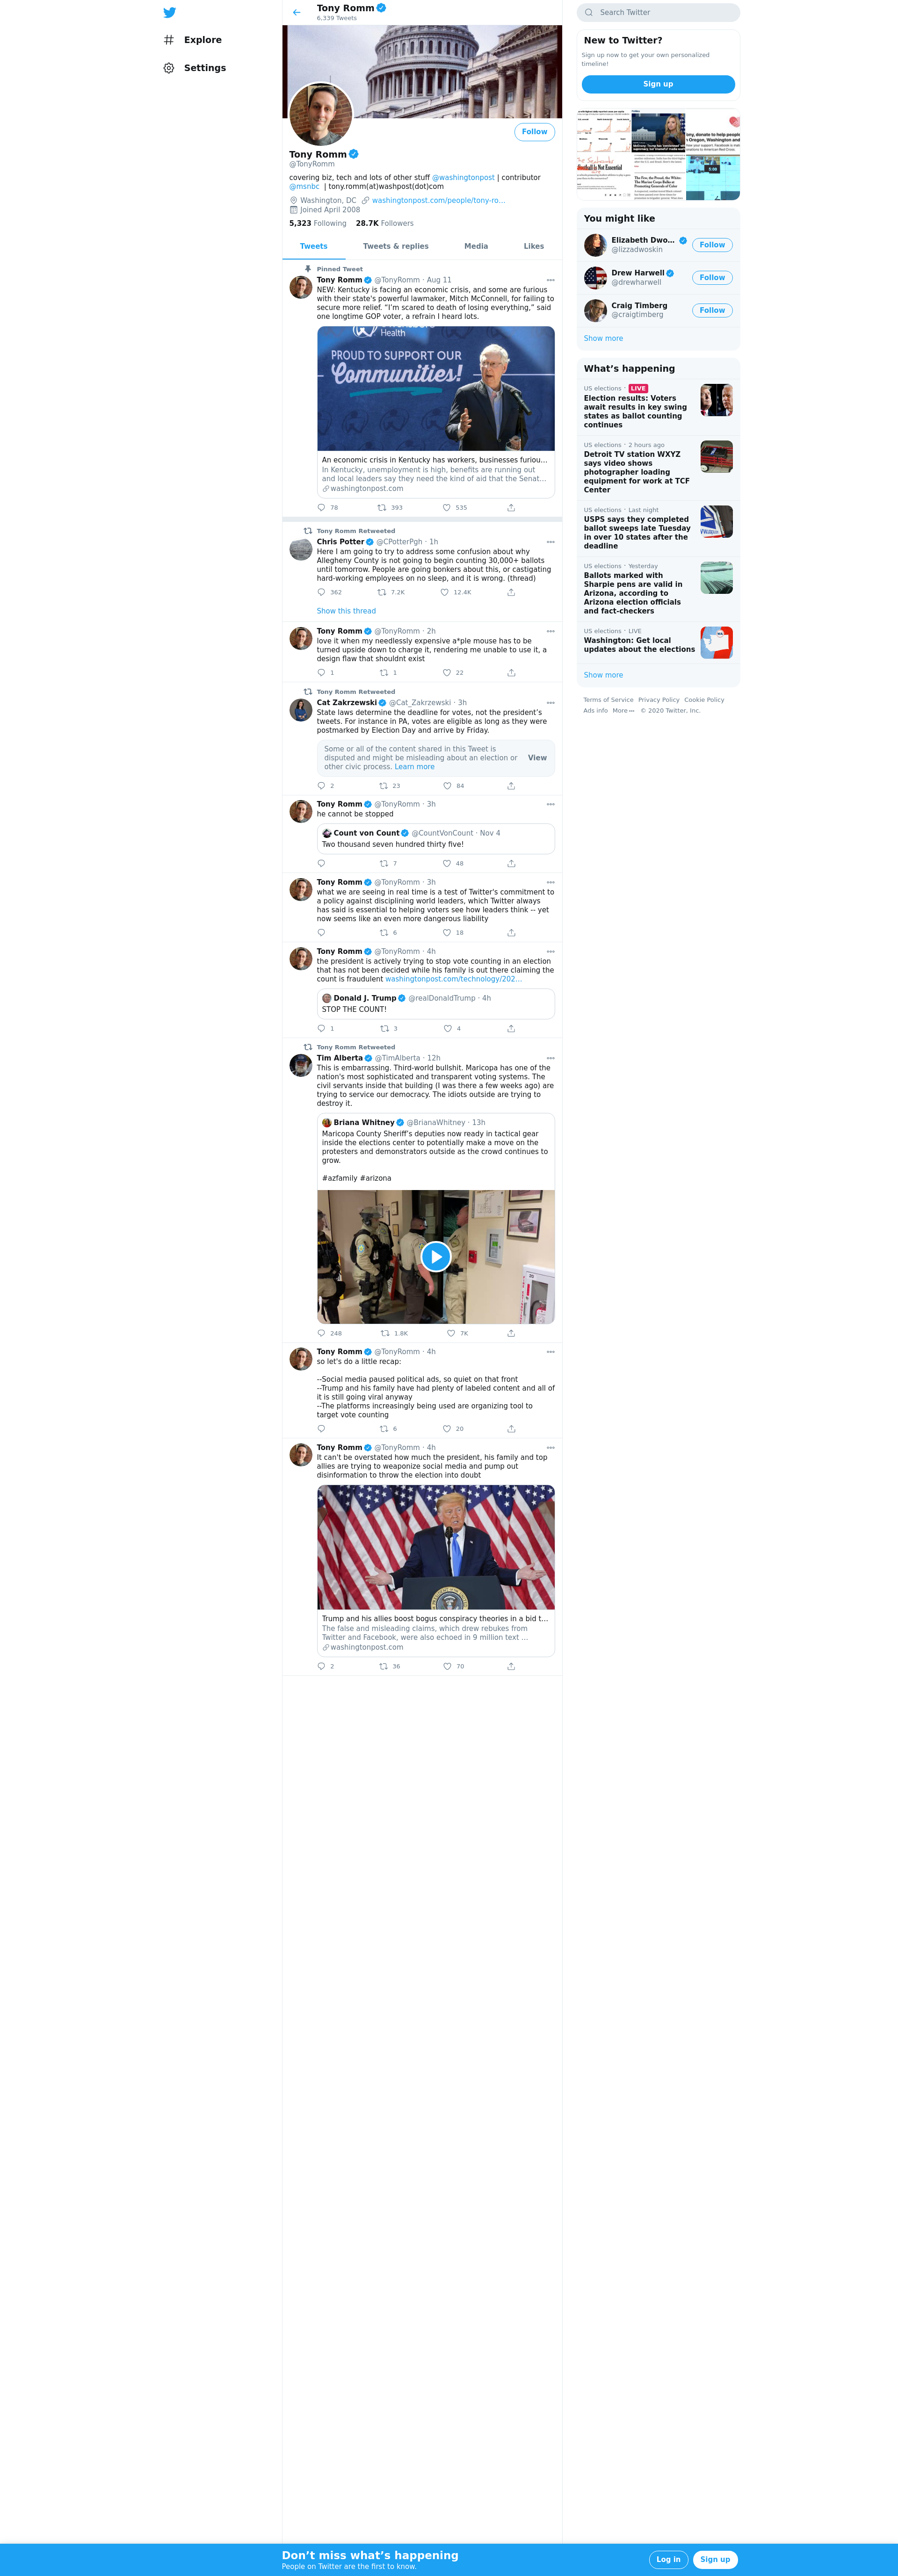 Explore
Settings
Tony Romm
6,339 Tweets
Follow
Tony Romm
@TonyRomm
covering biz, tech and lots of other stuff @washingtonpost | contributor
@msnbc | tony.romm(at)washpost(dot)com
Washington, DC washingtonpost.com/people/tony-ro…
Joined April 2008
5,323 Following 28.7K Followers
Tweets Tweets & replies Media Likes
Pinned Tweet
Tony Romm @TonyRomm · Aug 11
NEW: Kentucky is facing an economic crisis, and some are furious
with their state's powerful lawmaker, Mitch McConnell, for failing to
secure more relief. "I'm scared to death of losing everything," said
one longtime GOP voter, a refrain I heard lots.
Health
PROUD TO SUPPORT OUR
Communities!
An economic crisis in Kentucky has workers, businesses furiou…
In Kentucky, unemployment is high, benefits are running out
and local leaders say they need the kind of aid that the Senat…
washingtonpost.com
78 393 535
Tony Romm Retweeted
Chris Potter @CPotterPgh · 1h
Here I am going to try to address some confusion about why
Allegheny County is not going to begin counting 30,000+ ballots
until tomorrow. People are going bonkers about this, or castigating
hard-working employees on no sleep, and it is wrong. (thread)
362 7.2K 12.4K
Show this thread
Tony Romm @TonyRomm · 2h
love it when my needlessly expensive a*ple mouse has to be
turned upside down to charge it, rendering me unable to use it, a
design flaw that shouldnt exist
1 1 22
Tony Romm Retweeted
Cat Zakrzewski @Cat_Zakrzewski · 3h
State laws determine the deadline for votes, not the president's
tweets. For instance in PA, votes are eligible as long as they were
postmarked by Election Day and arrive by Friday.
Some or all of the content shared in this Tweet is
disputed and might be misleading about an election or
other civic process. Learn more
View
2 23 84
Tony Romm @TonyRomm · 3h
he cannot be stopped
Count von Count @CountVonCount · Nov 4
Two thousand seven hundred thirty five!
7 48
Tony Romm @TonyRomm · 3h
what we are seeing in real time is a test of Twitter's commitment to
a policy against disciplining world leaders, which Twitter always
has said is essential to helping voters see how leaders think -- yet
now seems like an even more dangerous liability
6 18
Tony Romm @TonyRomm · 4h
the president is actively trying to stop vote counting in an election
that has not been decided while his family is out there claiming the
count is fraudulent washingtonpost.com/technology/202…
Donald J. Trump @realDonaldTrump · 4h
STOP THE COUNT!
1 3 4
Tony Romm Retweeted
Tim Alberta @TimAlberta · 12h
This is embarrassing. Third-world bullshit. Maricopa has one of the
nation's most sophisticated and transparent voting systems. The
civil servants inside that building (I was there a few weeks ago) are
trying to service our democracy. The idiots outside are trying to
destroy it.
Briana Whitney @BrianaWhitney · 13h
Maricopa County Sheriff's deputies now ready in tactical gear
inside the elections center to potentially make a move on the
protesters and demonstrators outside as the crowd continues to
grow.
#azfamily #arizona
248 1.8K 7K
Tony Romm @TonyRomm · 4h
so let's do a little recap:
--Social media paused political ads, so quiet on that front
--Trump and his family have had plenty of labeled content and all of
it is still going viral anyway
--The platforms increasingly being used are organizing tool to
target vote counting
6 20
Tony Romm @TonyRomm · 4h
It can't be overstated how much the president, his family and top
allies are trying to weaponize social media and pump out
disinformation to throw the election into doubt
Trump and his allies boost bogus conspiracy theories in a bid t…
The false and misleading claims, which drew rebukes from
Twitter and Facebook, were also echoed in 9 million text …
washingtonpost.com
2 36 70
Search Twitter
New to Twitter?
Sign up now to get your own personalized
timeline!
Sign up
You might like
Elizabeth Dwo…
@lizzadwoskin
Follow
Drew Harwell
@drewharwell
Follow
Craig Timberg
@craigtimberg
Follow
Show more
What's happening
US elections · LIVE
Election results: Voters
await results in key swing
states as ballot counting
continues
US elections · 2 hours ago
Detroit TV station WXYZ
says video shows
photographer loading
equipment for work at TCF
Center
US elections · Last night
USPS says they completed
ballot sweeps late Tuesday
in over 10 states after the
deadline
US elections · Yesterday
Ballots marked with
Sharpie pens are valid in
Arizona, according to
Arizona election officials
and fact-checkers
US elections · LIVE
Washington: Get local
updates about the elections
Show more
Terms of Service Privacy Policy Cookie Policy
Ads info More © 2020 Twitter, Inc.
Don't miss what's happening
People on Twitter are the first to know.
Log in
Sign up